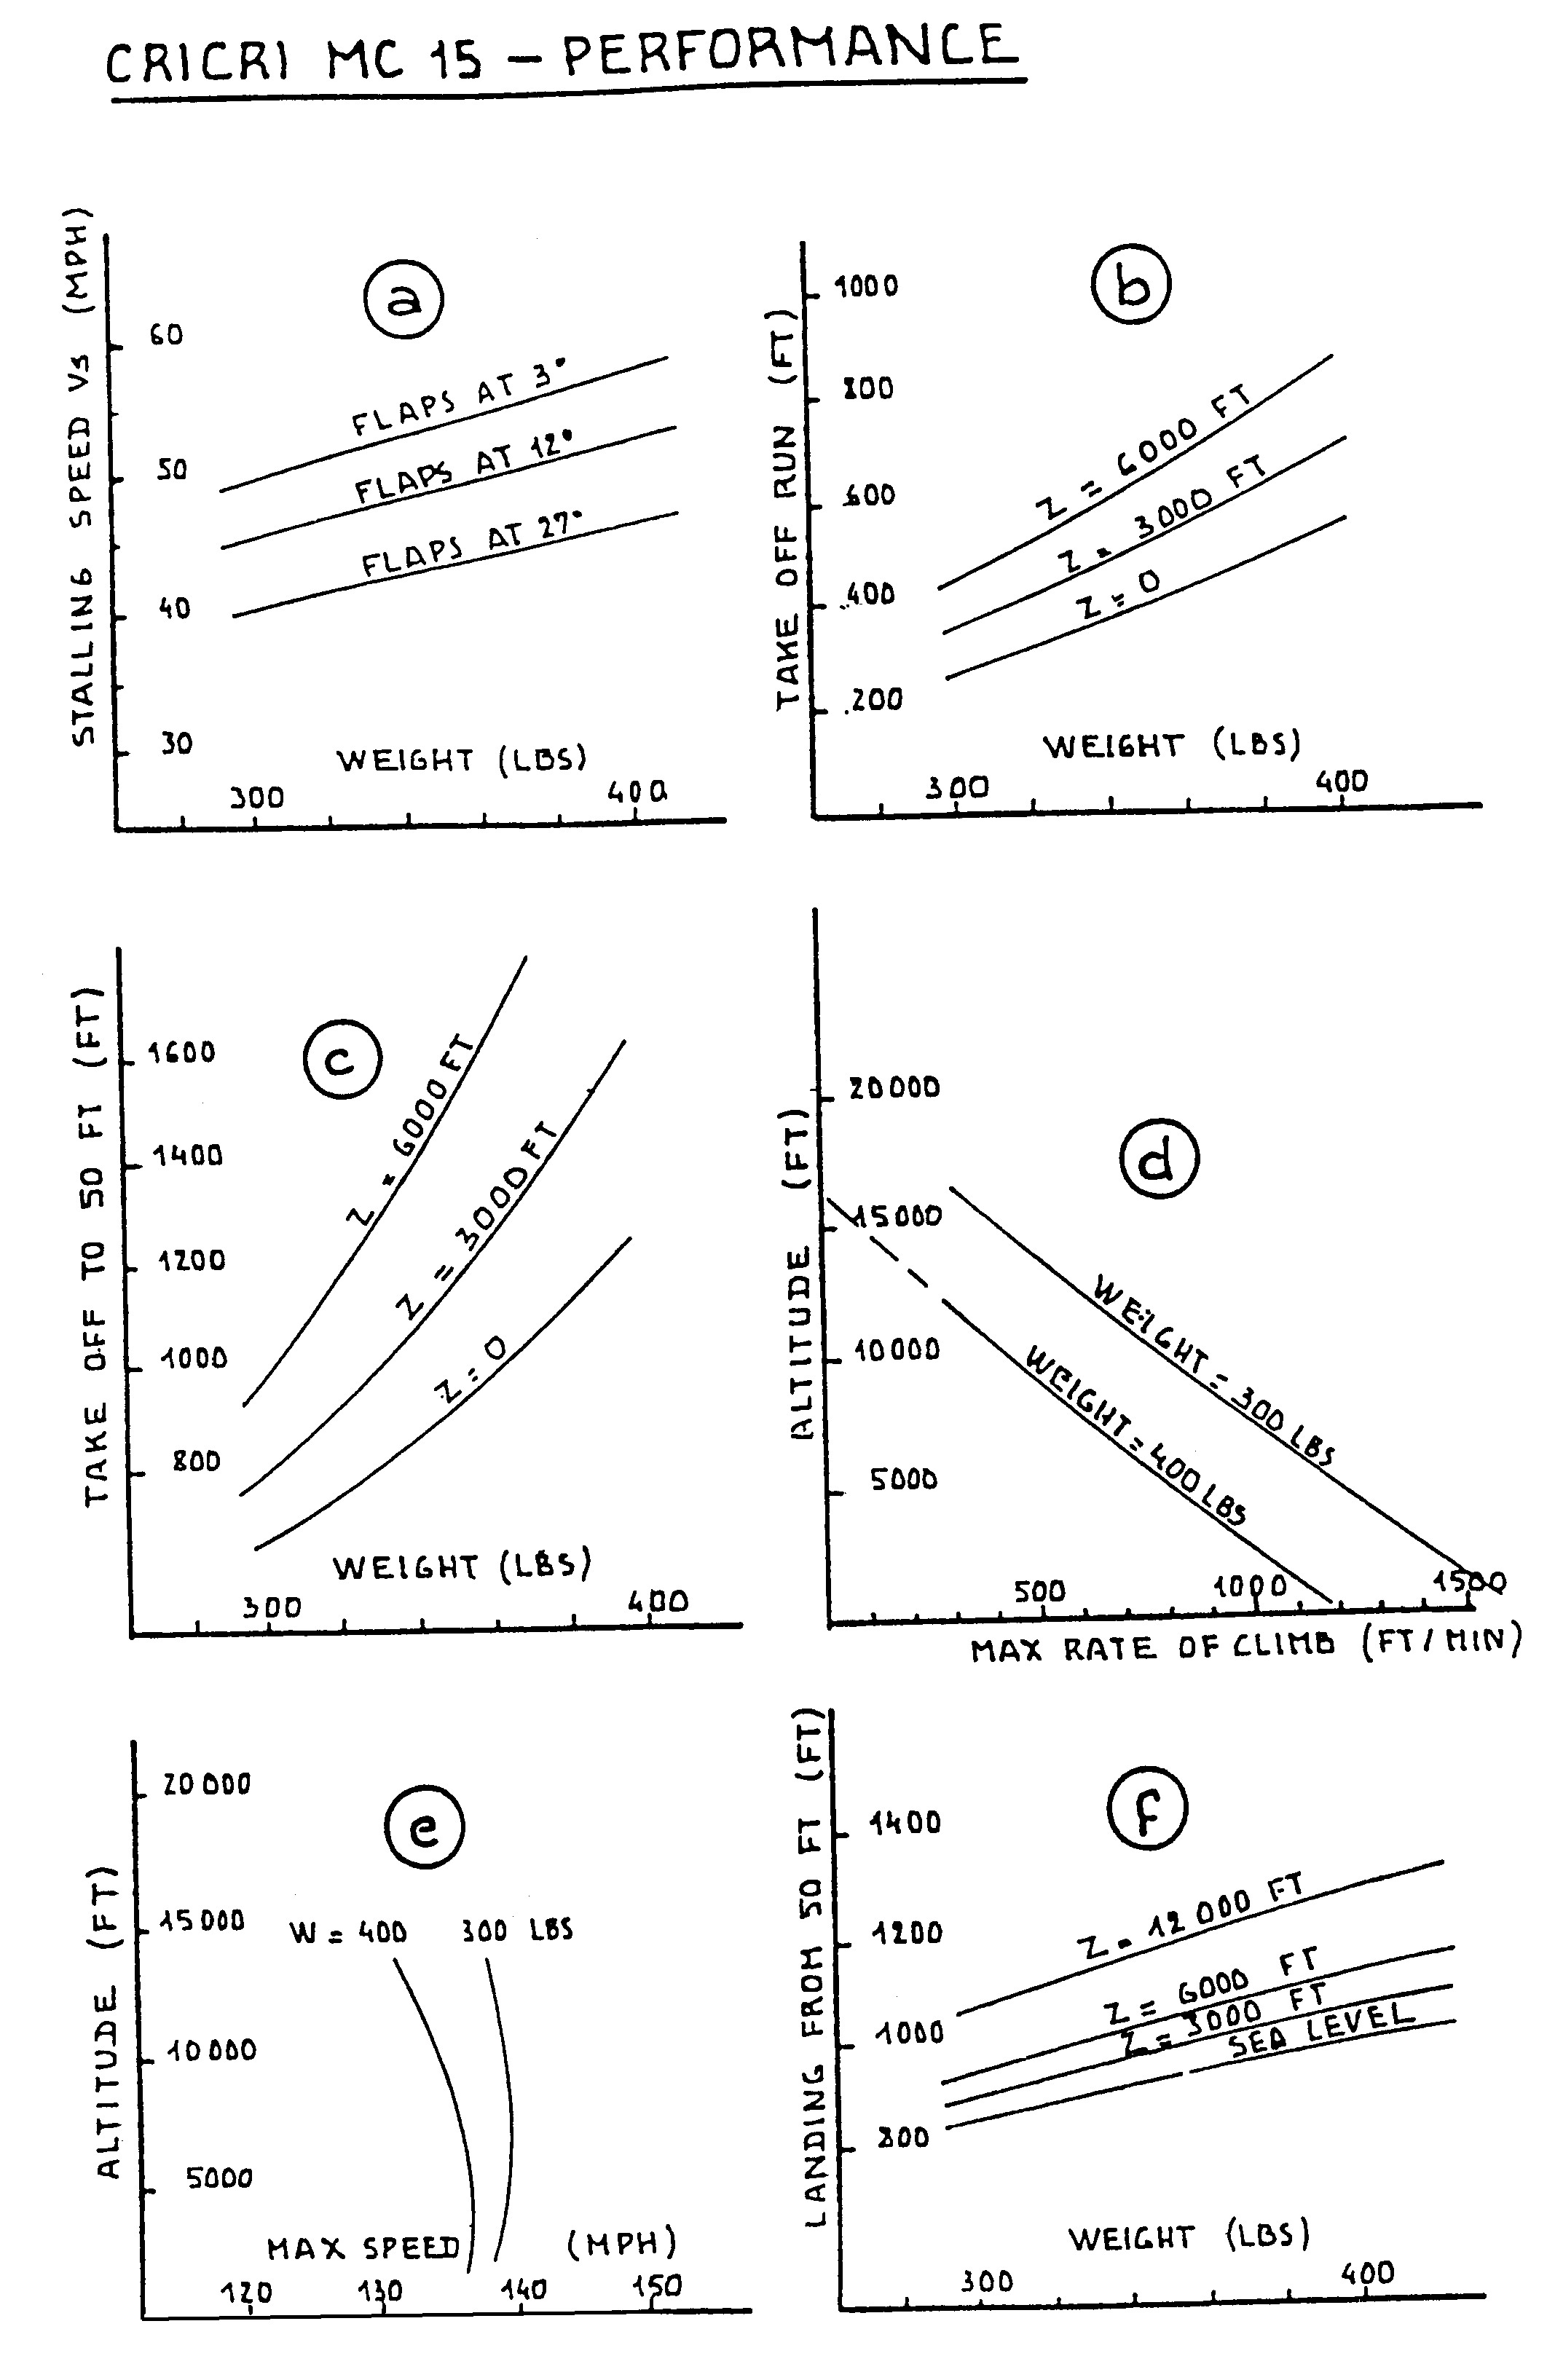 CRICRI MC 15 – PERFORMANCE
a
STALLING SPEED Vs (MPH)
60
50
40
30
FLAPS AT 3°
FLAPS AT 12°
FLAPS AT 27°
WEIGHT (LBS)
300 400
b
TAKE OFF RUN (FT)
1000
800
600
400
200
Z = 6000 FT
Z = 3000 FT
Z = 0
WEIGHT (LBS)
300 400
c
TAKE OFF TO 50 FT (FT)
1600
1400
1200
1000
800
Z = 6000 FT
Z = 3000 FT
Z = 0
WEIGHT (LBS)
300 400
d
ALTITUDE (FT)
20000
15000
10000
5000
WEIGHT = 300 LBS
WEIGHT = 400 LBS
500 1000 1500
MAX RATE OF CLIMB (FT/MIN)
e
ALTITUDE (FT)
20000
15000
10000
5000
W = 400 300 LBS
MAX SPEED (MPH)
120 130 140 150
f
LANDING FROM 50 FT (FT)
1400
1200
1000
800
Z = 12000 FT
Z = 6000 FT
Z = 3000 FT
SEA LEVEL
WEIGHT (LBS)
300 400